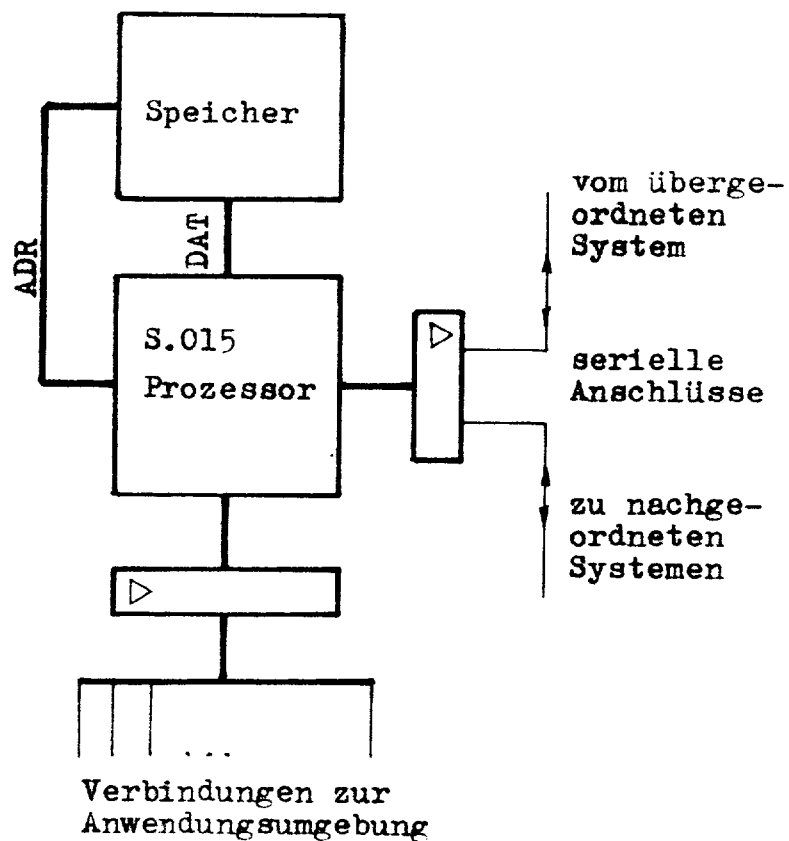 Speicher
ADR
DAT
S.015
Prozessor
vom überge-
ordneten
System
serielle
Anschlüsse
zu nachge-
ordneten
Systemen
Verbindungen zur
Anwendungsumgebung